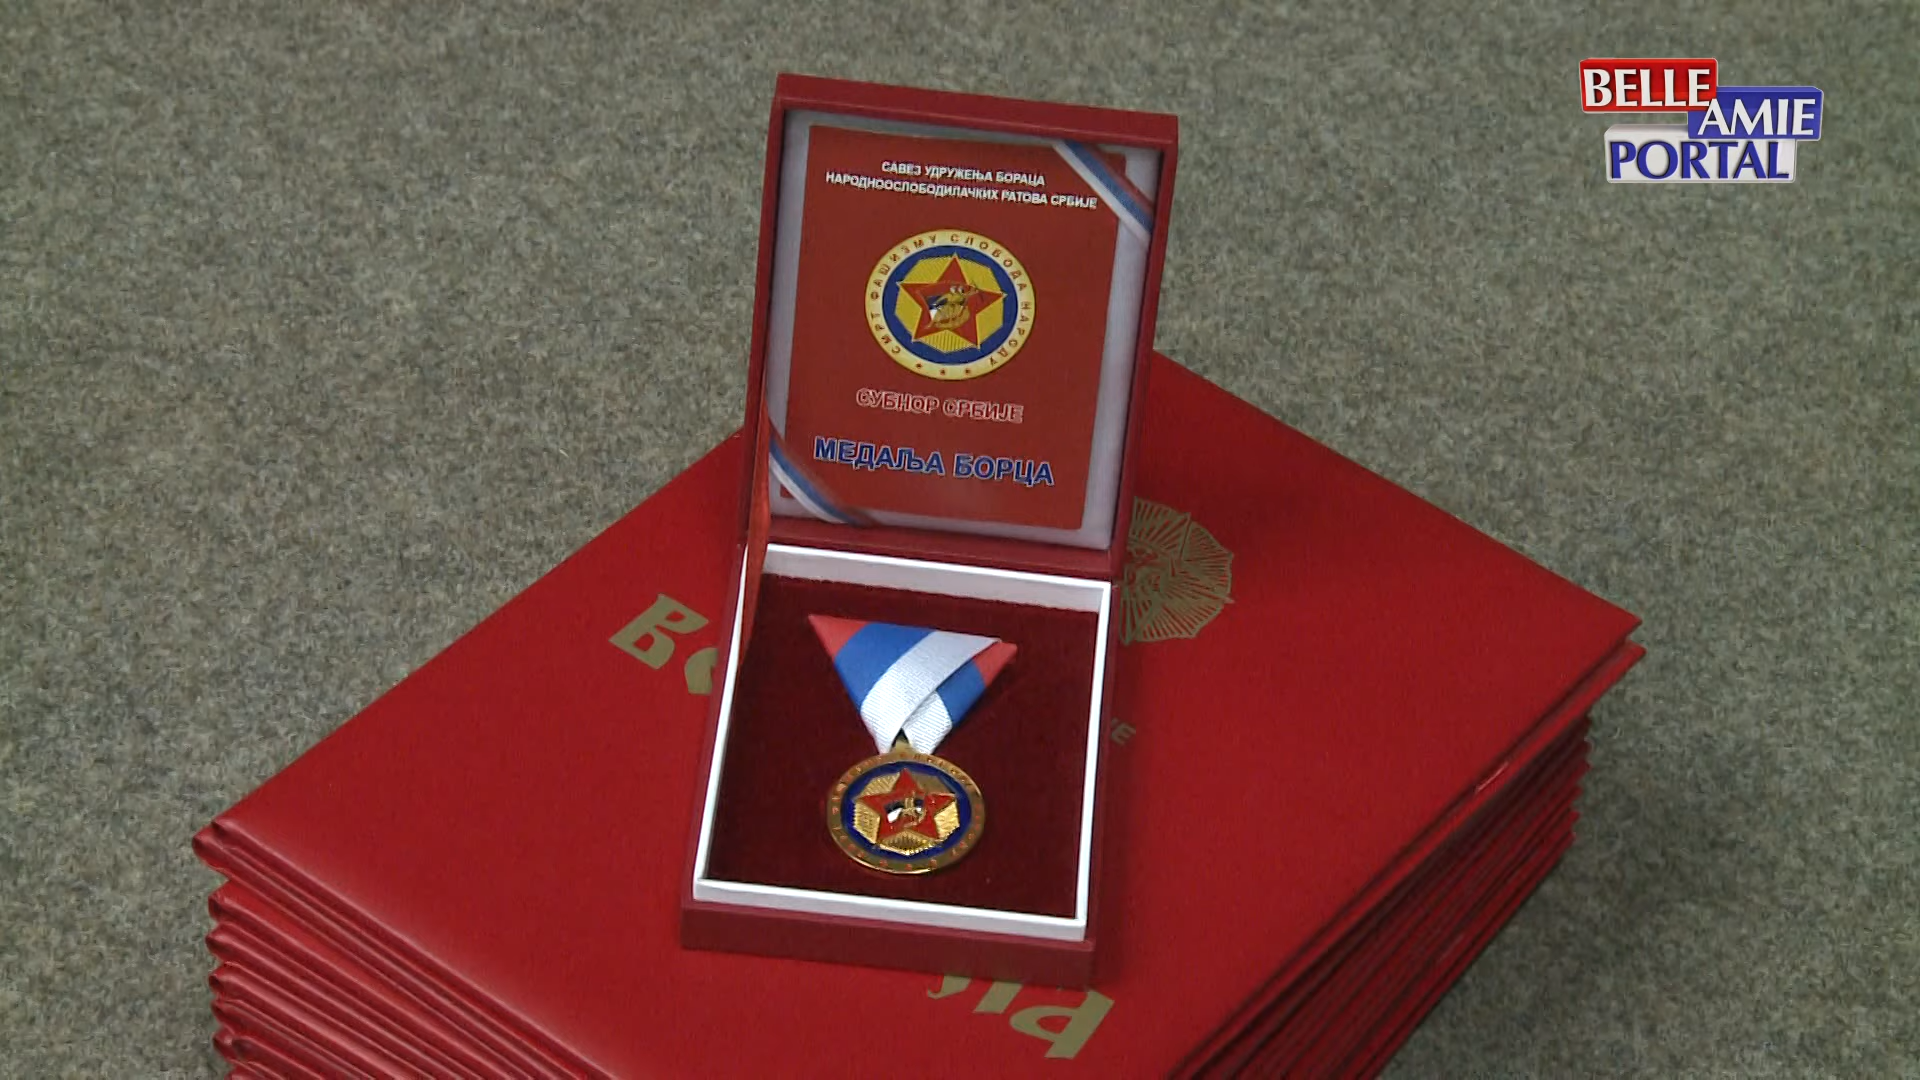 BELLE
AMIE
PORTAL
САВЕЗ УДРУЖЕЊА БОРАЦА
НАРОДНООСЛОБОДИЛАЧКИХ РАТОВА СРБИЈЕ
СМРТ ФАШИЗМУ СЛОБОДА НАРОДУ
СУБНОР СРБИЈЕ
МЕДАЉА БОРЦА